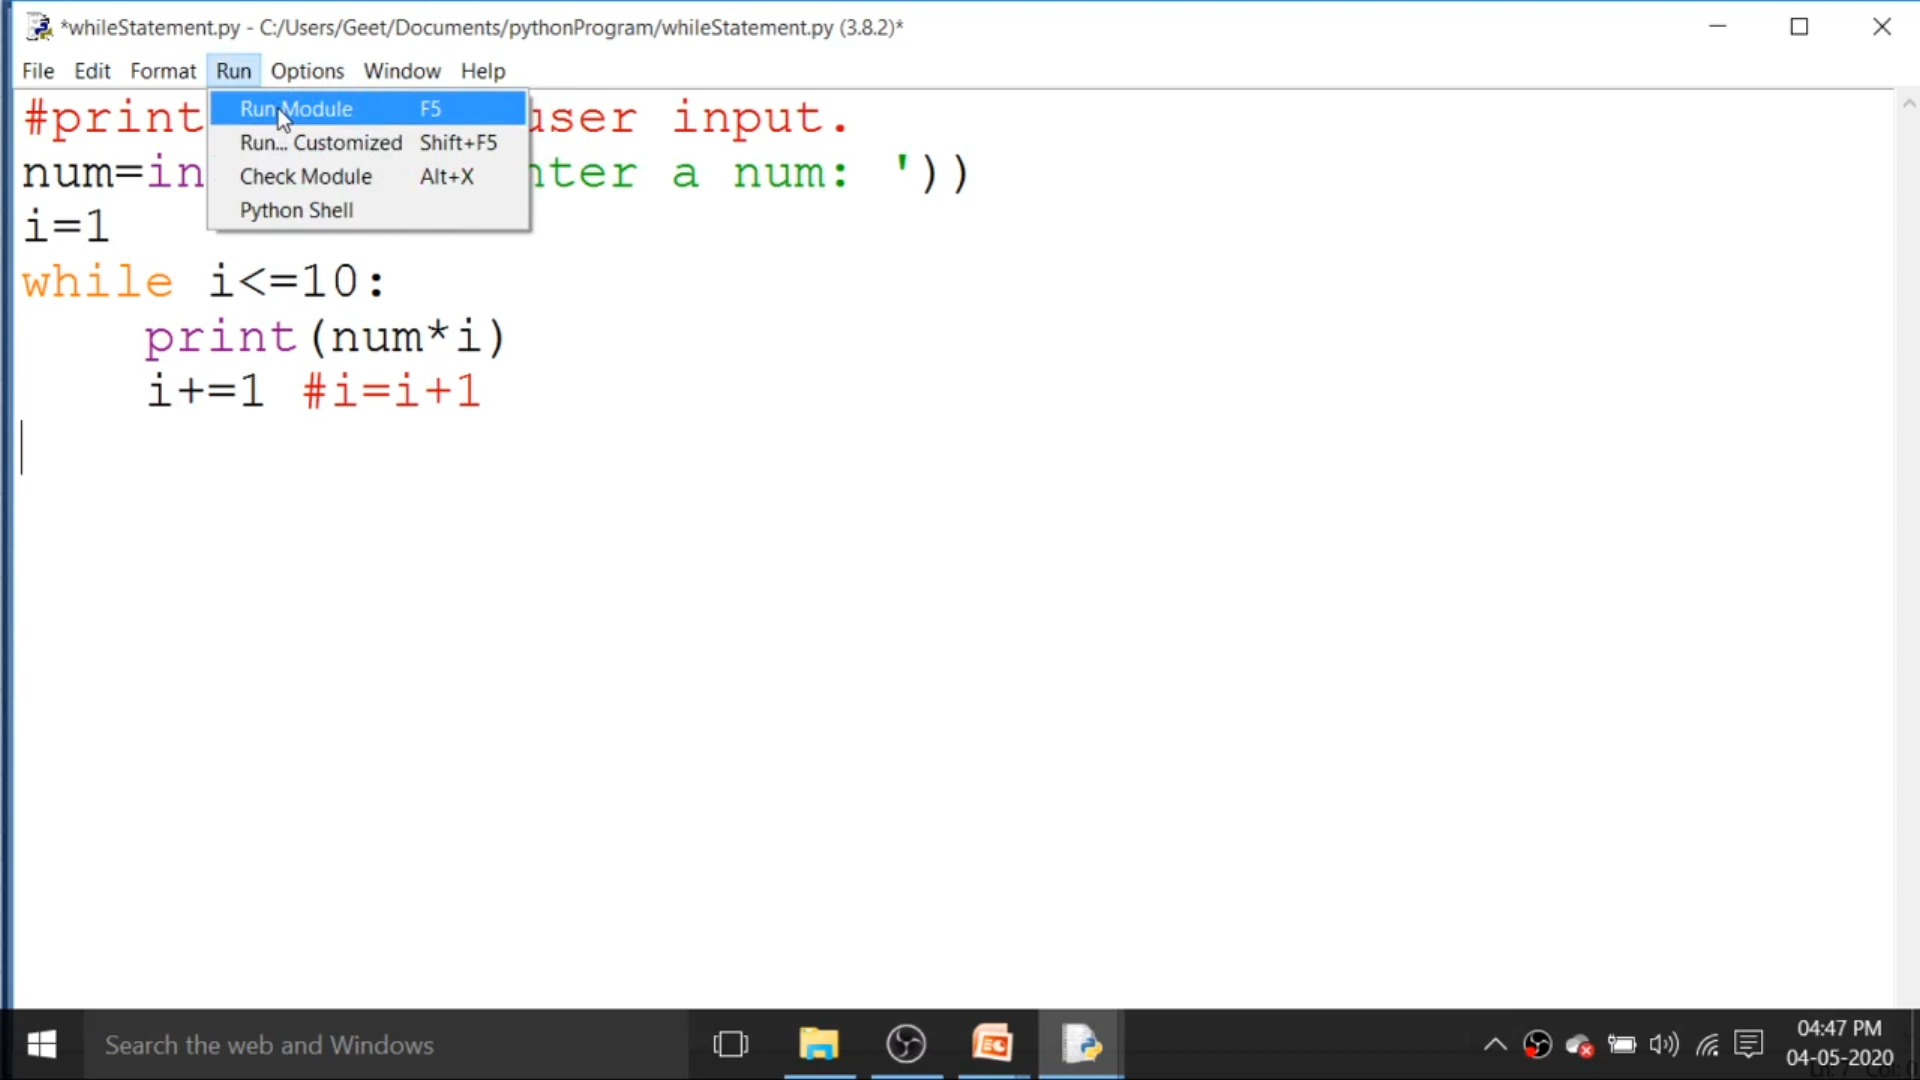 *whileStatement.py - C:/Users/Geet/Documents/pythonProgram/whileStatement.py (3.8.2)*
File Edit Format Run Options Window Help
Run Module F5
Run... Customized Shift+F5
Check Module Alt+X
Python Shell
#print user input.
num=in nter a num: '))
i=1
while i<=10:
print(num*i)
i+=1 #i=i+1
Search the web and Windows
04:47 PM
04-05-2020